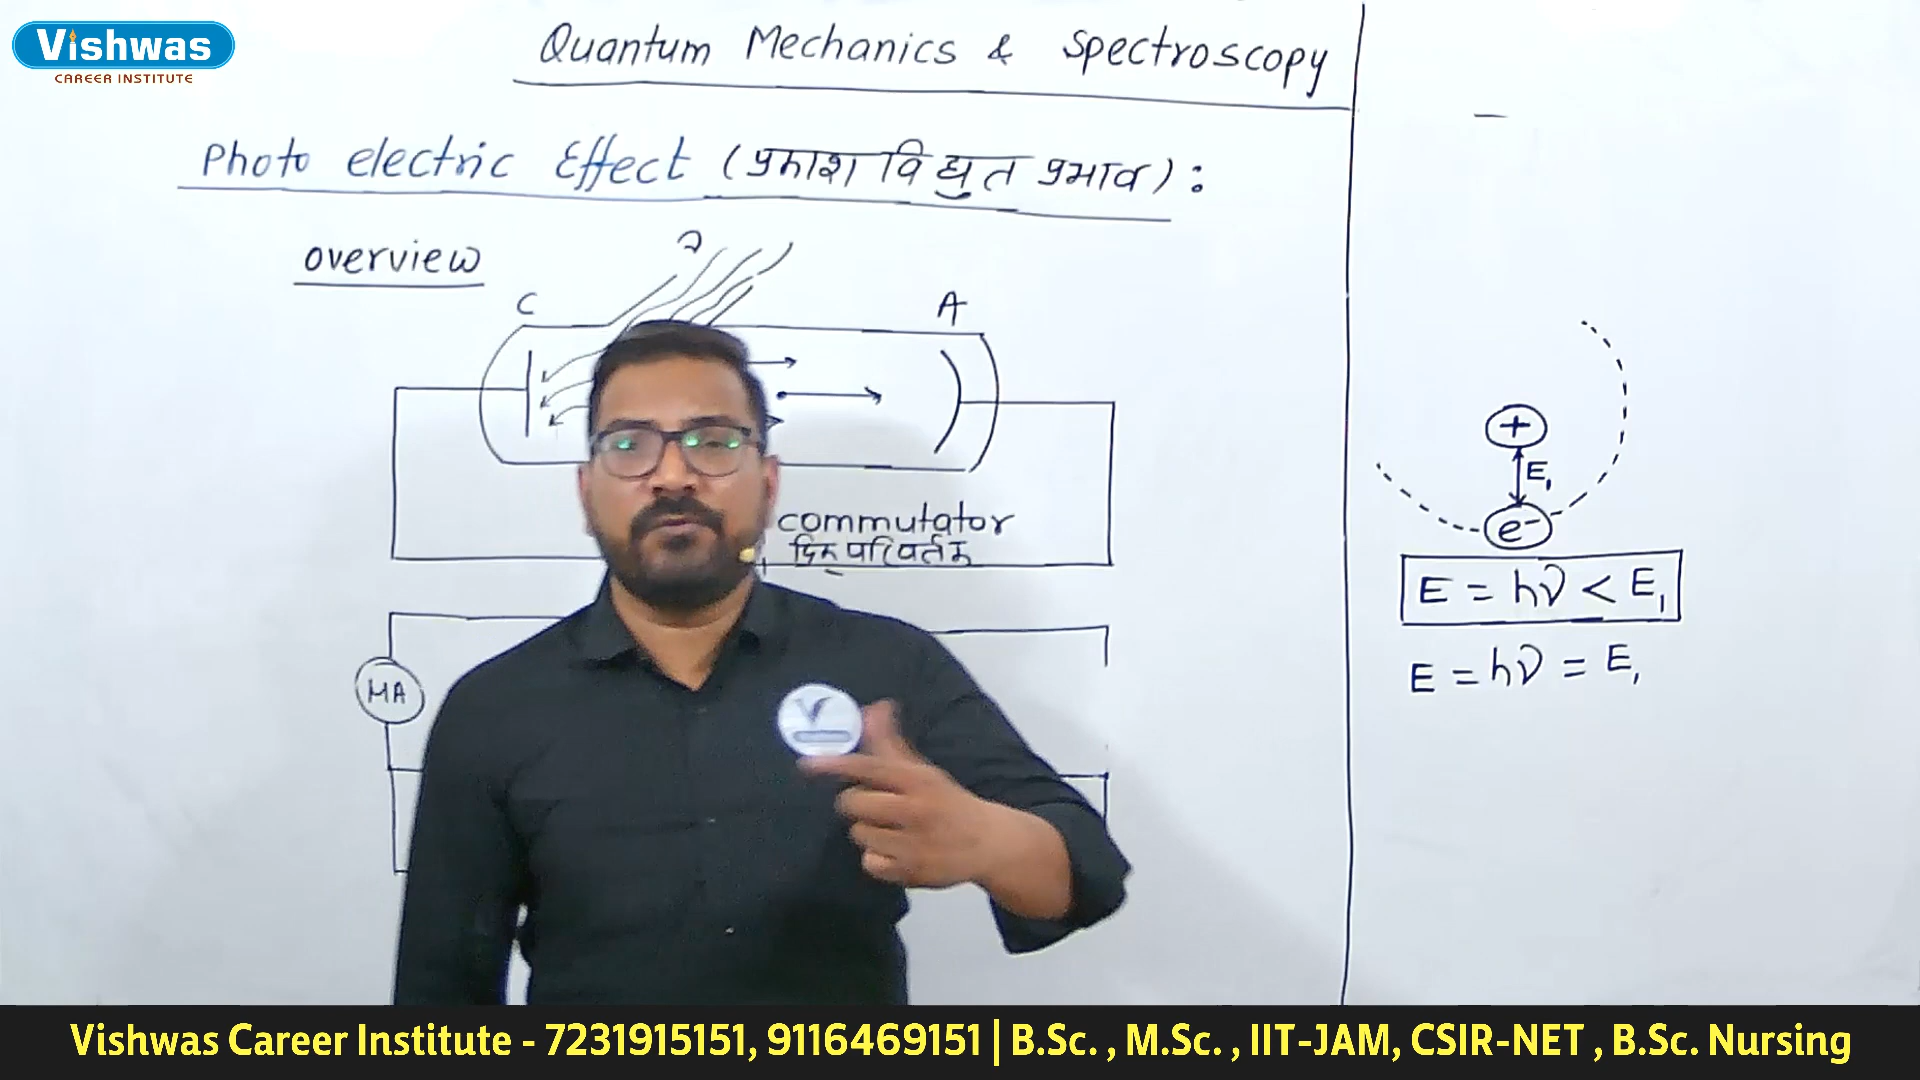 Vishwas
CAREER INSTITUTE
Quantum Mechanics & Spectroscopy
Photo electric Effect (प्रकाश विद्युत प्रभाव) :
overview
ν
C
A
commutator
दिक परिवर्तक
MA
+
E₁
e⁻
E = hν < E₁
E = hν = E₁
Vishwas Career Institute - 7231915151, 9116469151 | B.Sc. , M.Sc. , IIT-JAM, CSIR-NET , B.Sc. Nursing